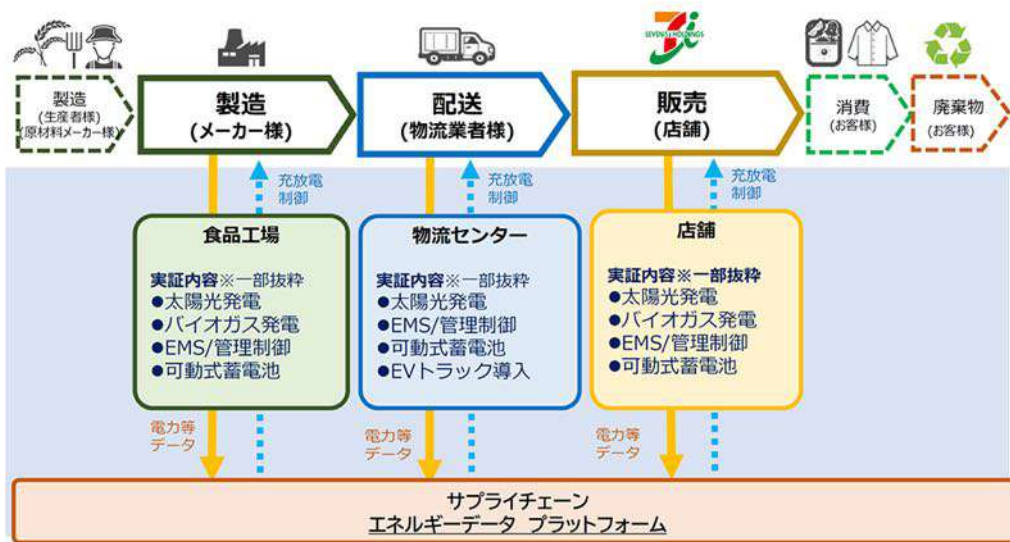 SEVEN & i HOLDINGS
製造
(生産者様)
(原材料メーカー様)
製造
(メーカー様)
配送
(物流業者様)
販売
(店舗)
消費
(お客様)
廃棄物
(お客様)
充放電
制御
充放電
制御
充放電
制御
食品工場
実証内容※一部抜粋
●太陽光発電
●バイオガス発電
●EMS/管理制御
●可動式蓄電池
物流センター
実証内容※一部抜粋
●太陽光発電
●EMS/管理制御
●可動式蓄電池
●EVトラック導入
店舗
実証内容※一部抜粋
●太陽光発電
●バイオガス発電
●EMS/管理制御
●可動式蓄電池
電力等
データ
電力等
データ
電力等
データ
サプライチェーン
エネルギーデータ プラットフォーム